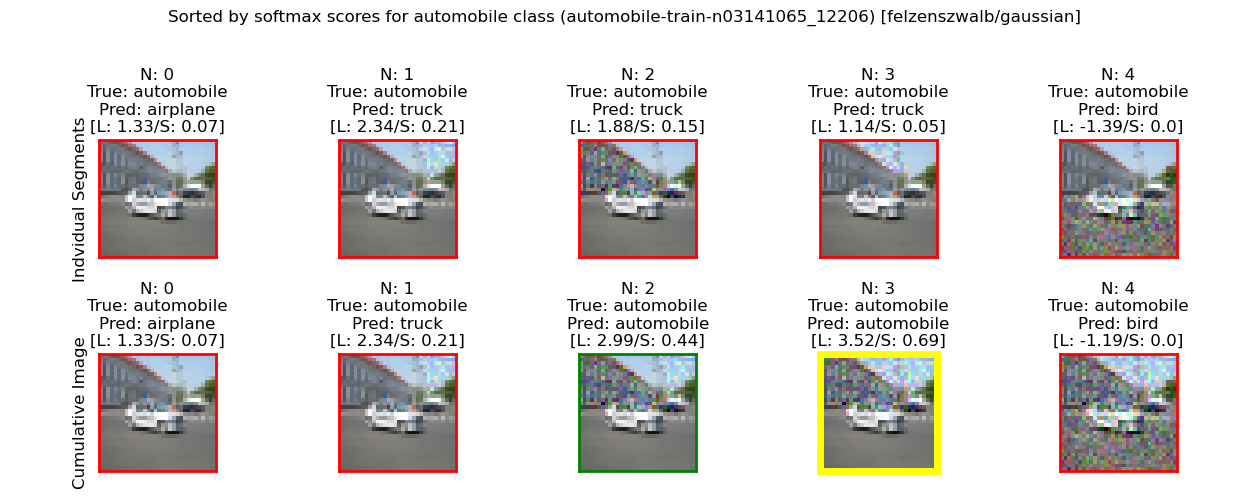 Sorted by softmax scores for automobile class (automobile-train-n03141065_12206) [felzenszwalb/gaussian]
Indvidual Segments
N: 0
True: automobile
Pred: airplane
[L: 1.33/S: 0.07]
N: 1
True: automobile
Pred: truck
[L: 2.34/S: 0.21]
N: 2
True: automobile
Pred: truck
[L: 1.88/S: 0.15]
N: 3
True: automobile
Pred: truck
[L: 1.14/S: 0.05]
N: 4
True: automobile
Pred: bird
[L: -1.39/S: 0.0]
Cumulative Image
N: 0
True: automobile
Pred: airplane
[L: 1.33/S: 0.07]
N: 1
True: automobile
Pred: truck
[L: 2.34/S: 0.21]
N: 2
True: automobile
Pred: automobile
[L: 2.99/S: 0.44]
N: 3
True: automobile
Pred: automobile
[L: 3.52/S: 0.69]
N: 4
True: automobile
Pred: bird
[L: -1.19/S: 0.0]